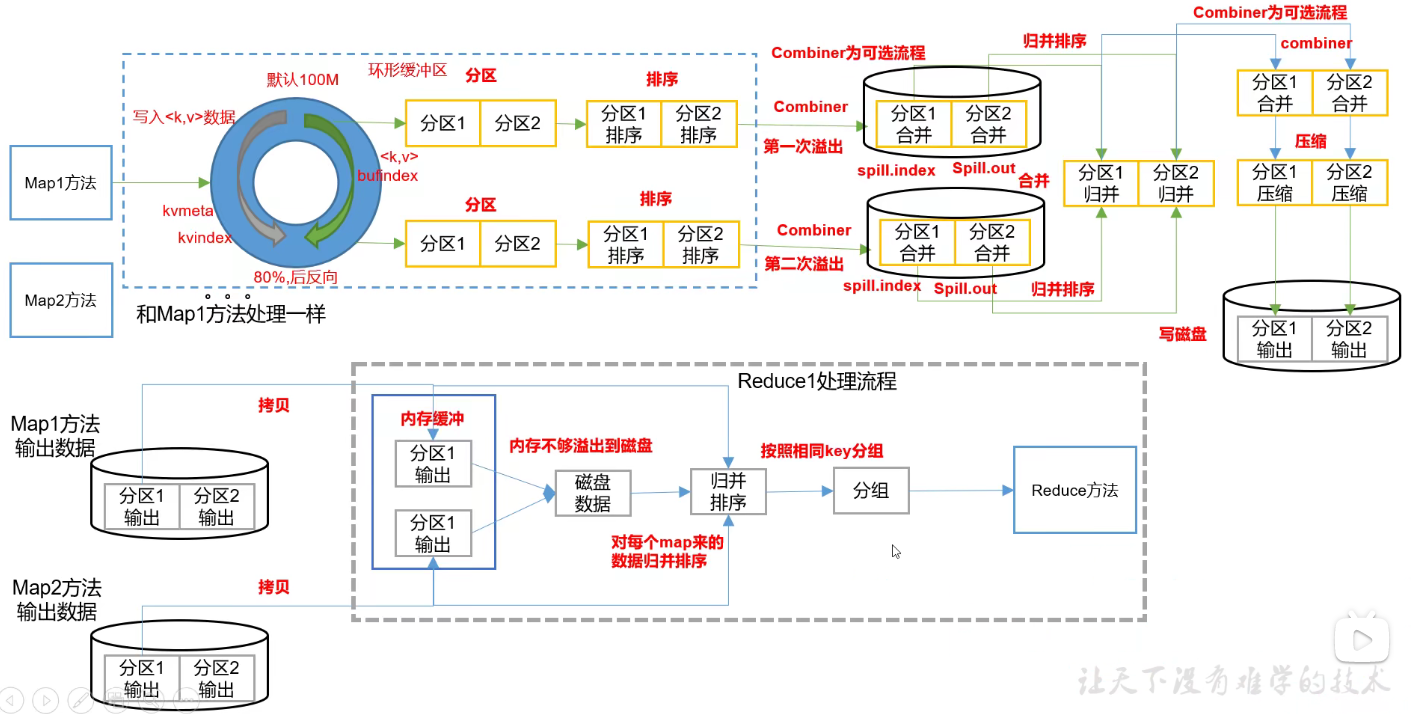 Combiner为可选流程
combiner
归并排序
Combiner为可选流程
默认100M
环形缓冲区
分区
排序
写入<k,v>数据
分区1
分区2
分区1
排序
分区2
排序
Combiner
第一次溢出
分区1
合并
分区2
合并
spill.index
Spill.out
分区1
合并
分区2
合并
压缩
Map1方法
<k,v>
bufindex
kvmeta
kvindex
80%,后反向
分区
排序
分区1
分区2
分区1
排序
分区2
排序
Combiner
第二次溢出
分区1
合并
分区2
合并
spill.index
Spill.out
合并
分区1
归并
分区2
归并
归并排序
分区1
压缩
分区2
压缩
写磁盘
分区1
输出
分区2
输出
Map2方法
。。。
和Map1方法处理一样
Reduce1处理流程
Map1方法
输出数据
分区1
输出
分区2
输出
拷贝
内存缓冲
分区1
输出
分区1
输出
内存不够溢出到磁盘
磁盘
数据
归并
排序
对每个map来的
数据归并排序
按照相同key分组
分组
Reduce方法
Map2方法
输出数据
分区1
输出
分区2
输出
拷贝
让天下没有难学的技术